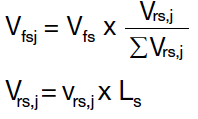 V_fsj = V_fs x V_rs,j / ∑V_rs,j
V_rs,j = v_rs,j x L_s